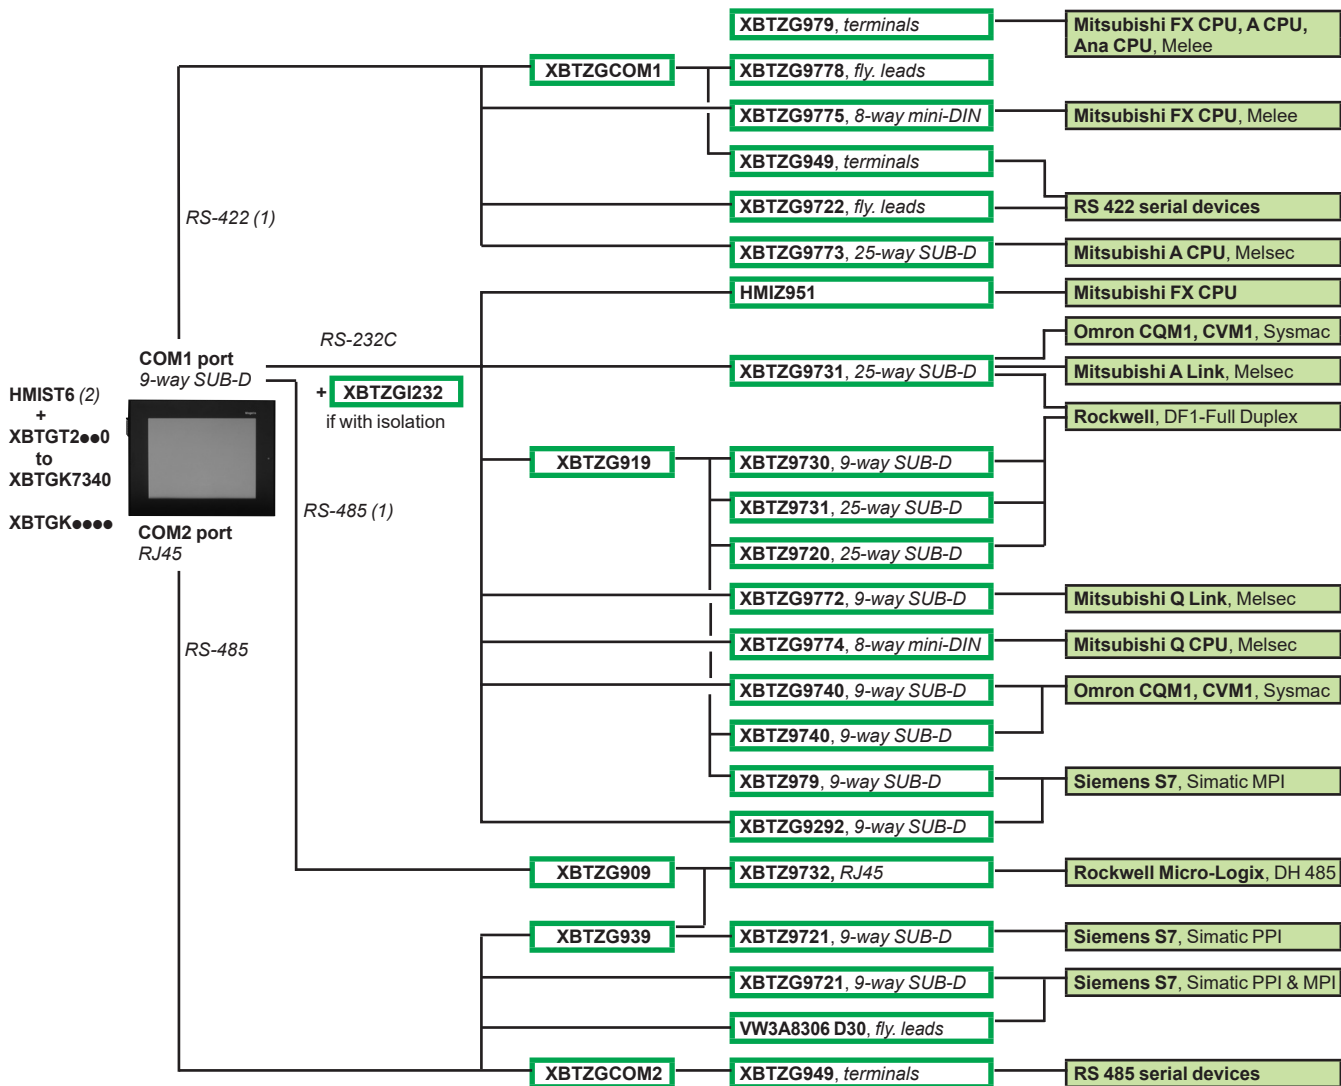 XBTZG979, terminals
Mitsubishi FX CPU, A CPU,
Ana CPU, Melee
XBTZGCOM1
XBTZG9778, fly. leads
XBTZG9775, 8-way mini-DIN
Mitsubishi FX CPU, Melee
XBTZG949, terminals
RS-422 (1)
XBTZG9722, fly. leads
RS 422 serial devices
XBTZG9773, 25-way SUB-D
Mitsubishi A CPU, Melsec
HMIZ951
Mitsubishi FX CPU
RS-232C
Omron CQM1, CVM1, Sysmac
COM1 port
9-way SUB-D
XBTZG9731, 25-way SUB-D
Mitsubishi A Link, Melsec
HMIST6 (2)
+
XBTGT2●●0
to
XBTGK7340
XBTGK●●●●
+ XBTZGI232
if with isolation
Rockwell, DF1-Full Duplex
XBTZG919
XBTZ9730, 9-way SUB-D
RS-485 (1)
XBTZ9731, 25-way SUB-D
COM2 port
RJ45
XBTZ9720, 25-way SUB-D
XBTZG9772, 9-way SUB-D
Mitsubishi Q Link, Melsec
RS-485
XBTZG9774, 8-way mini-DIN
Mitsubishi Q CPU, Melsec
XBTZG9740, 9-way SUB-D
Omron CQM1, CVM1, Sysmac
XBTZ9740, 9-way SUB-D
XBTZ979, 9-way SUB-D
Siemens S7, Simatic MPI
XBTZG9292, 9-way SUB-D
XBTZG909
XBTZ9732, RJ45
Rockwell Micro-Logix, DH 485
XBTZG939
XBTZ9721, 9-way SUB-D
Siemens S7, Simatic PPI
XBTZG9721, 9-way SUB-D
Siemens S7, Simatic PPI & MPI
VW3A8306 D30, fly. leads
XBTZGCOM2
XBTZG949, terminals
RS 485 serial devices